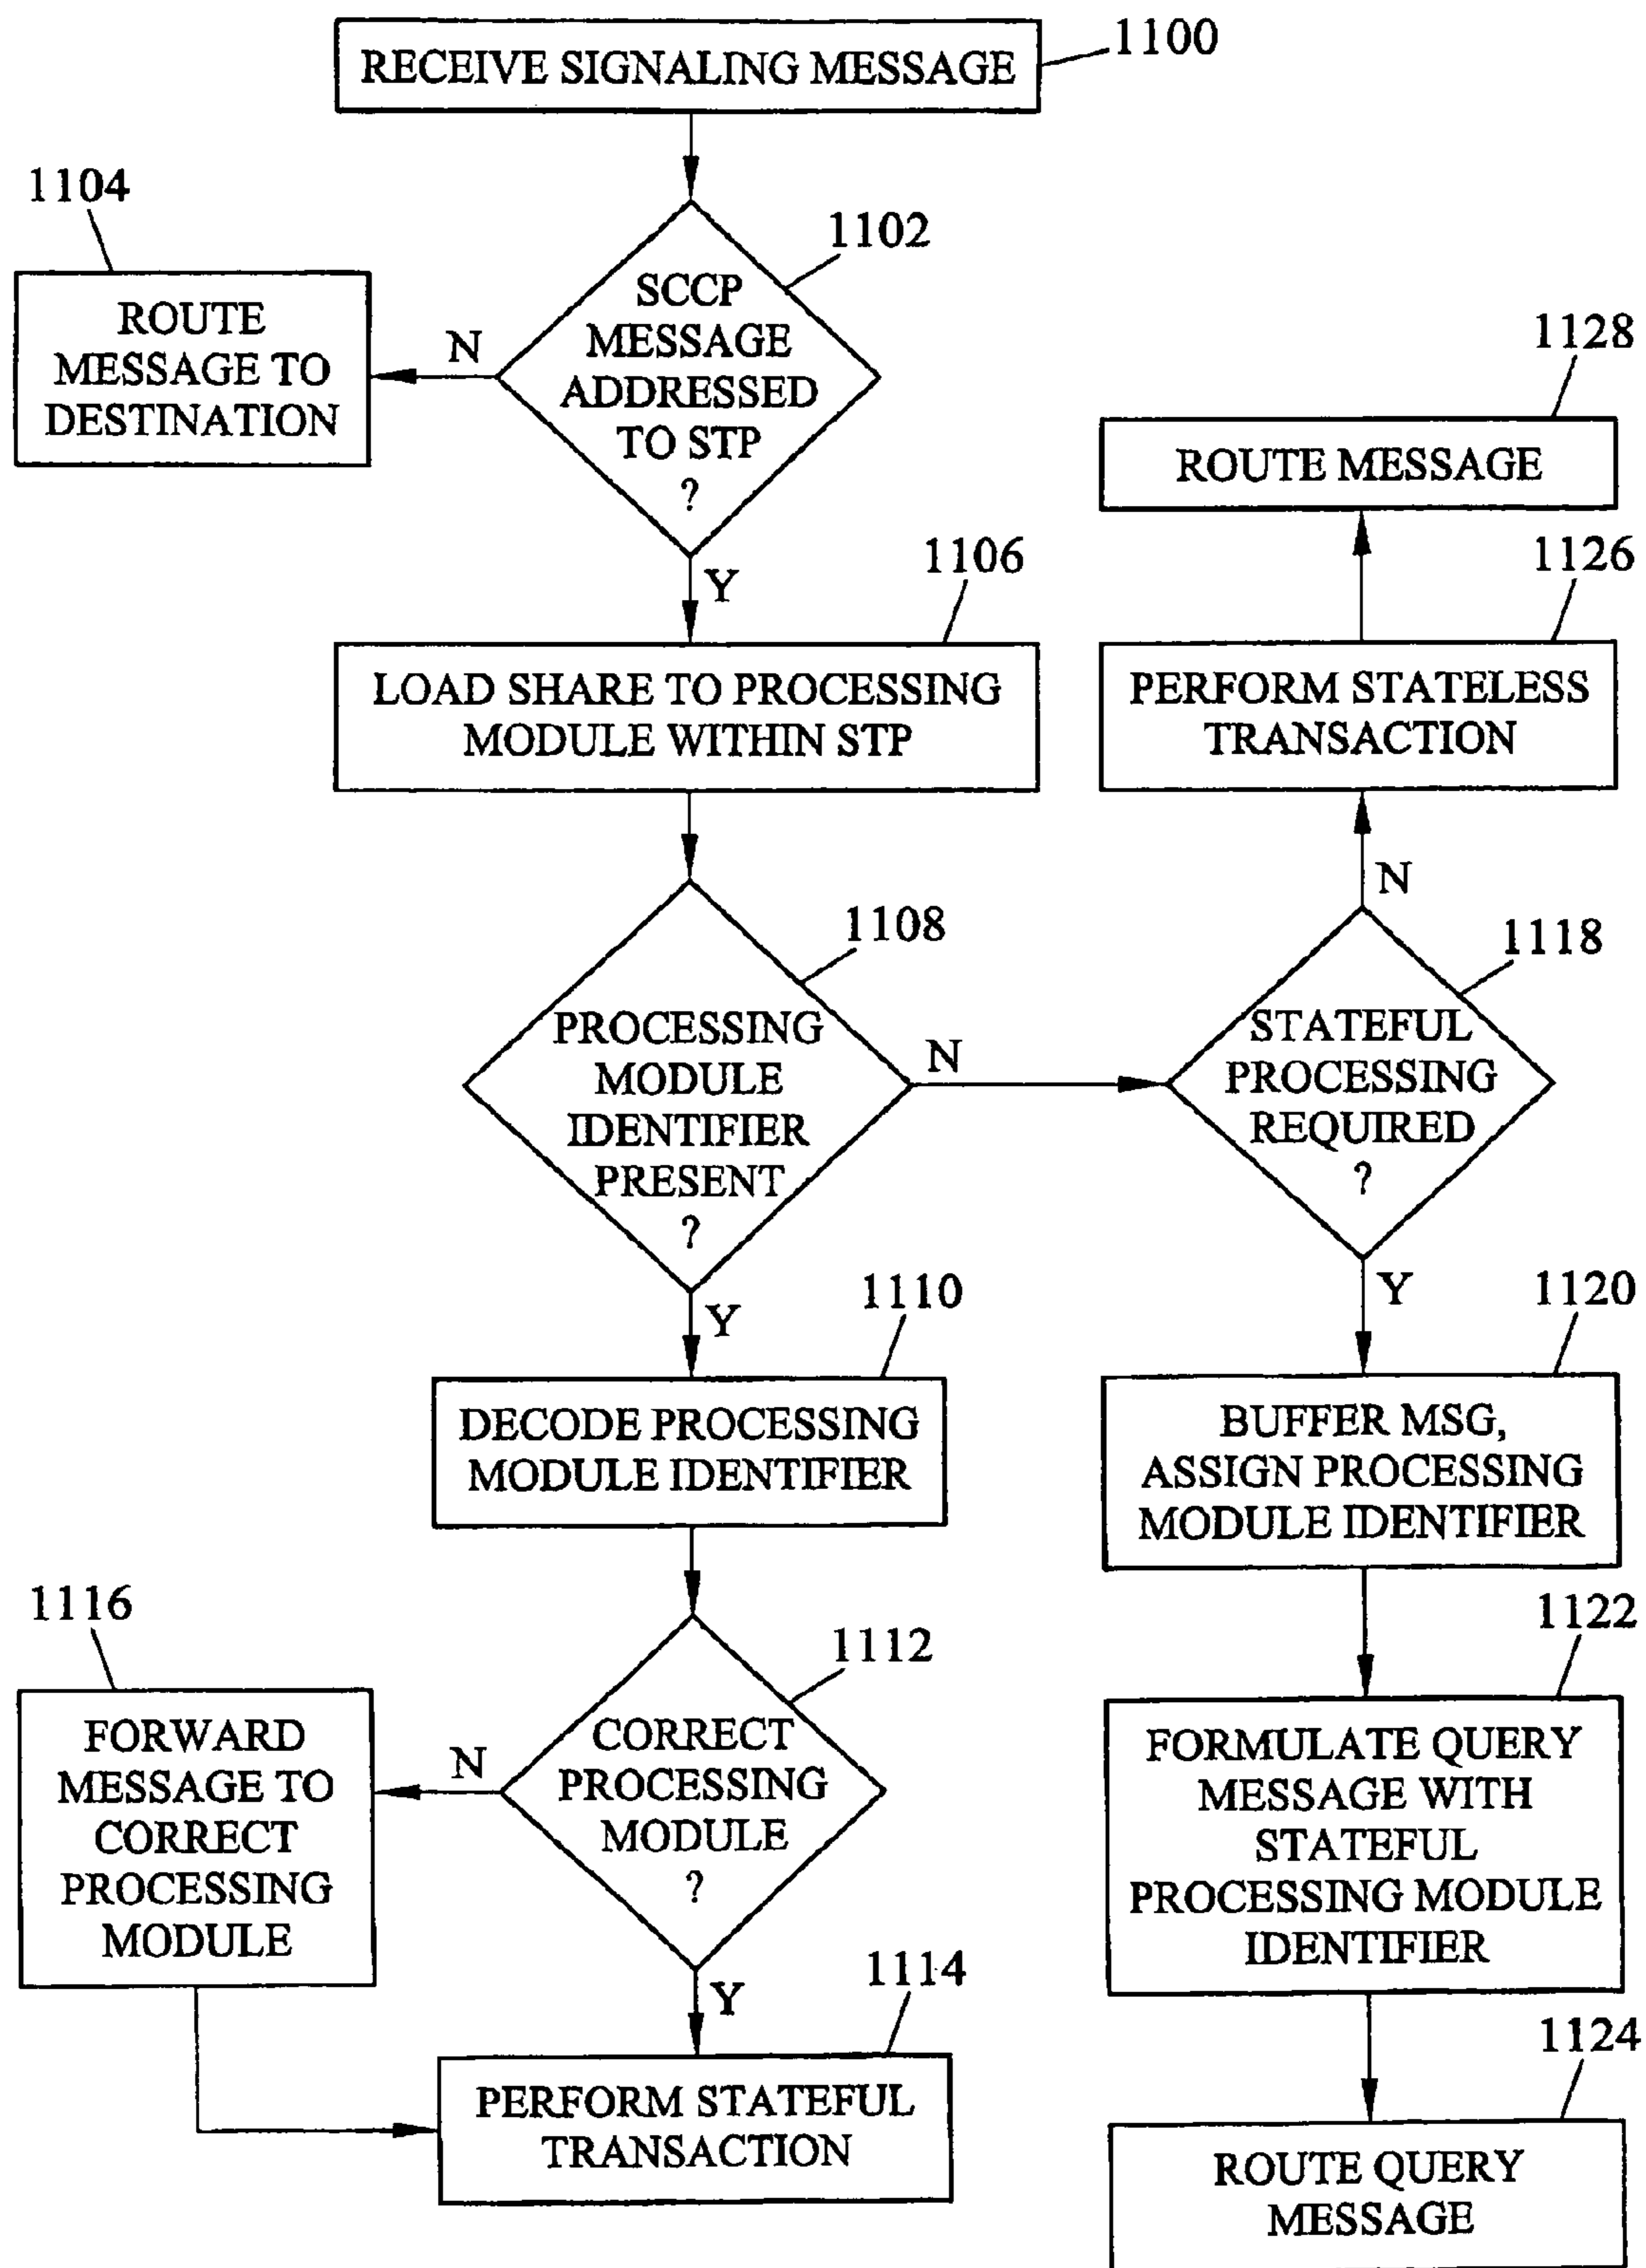 RECEIVE SIGNALING MESSAGE
1100
1104
1102
ROUTE
MESSAGE TO
DESTINATION
N
SCCP
MESSAGE
ADDRESSED
TO STP
?
Y
1128
ROUTE MESSAGE
1106
LOAD SHARE TO PROCESSING
MODULE WITHIN STP
1126
PERFORM STATELESS
TRANSACTION
N
1108
PROCESSING
MODULE
IDENTIFIER
PRESENT
?
N
Y
1118
STATEFUL
PROCESSING
REQUIRED
?
Y
1110
DECODE PROCESSING
MODULE IDENTIFIER
1120
BUFFER MSG,
ASSIGN PROCESSING
MODULE IDENTIFIER
1116
FORWARD
MESSAGE TO
CORRECT
PROCESSING
MODULE
N
1112
CORRECT
PROCESSING
MODULE
?
Y
1122
FORMULATE QUERY
MESSAGE WITH
STATEFUL
PROCESSING MODULE
IDENTIFIER
1114
PERFORM STATEFUL
TRANSACTION
1124
ROUTE QUERY
MESSAGE